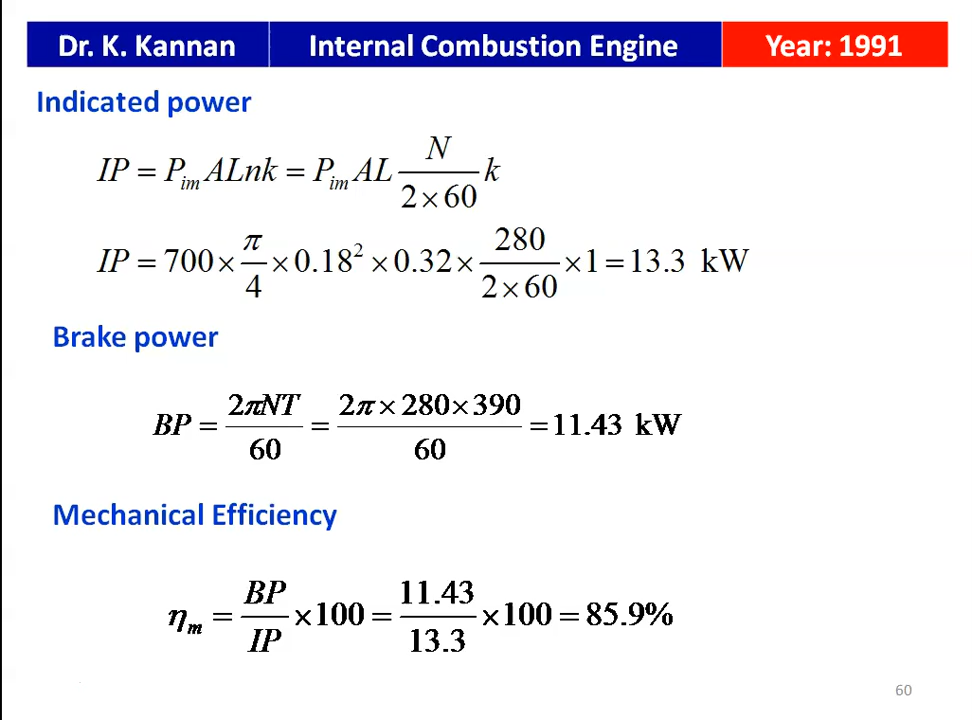 Dr. K. Kannan Internal Combustion Engine Year: 1991
Indicated power
IP = P_im ALnk = P_im AL N/(2×60) k
IP = 700 × π/4 × 0.18² × 0.32 × 280/(2×60) × 1 = 13.3 kW
Brake power
BP = 2πNT/60 = 2π×280×390/60 = 11.43 kW
Mechanical Efficiency
η_m = BP/IP ×100 = 11.43/13.3 ×100 = 85.9%
60